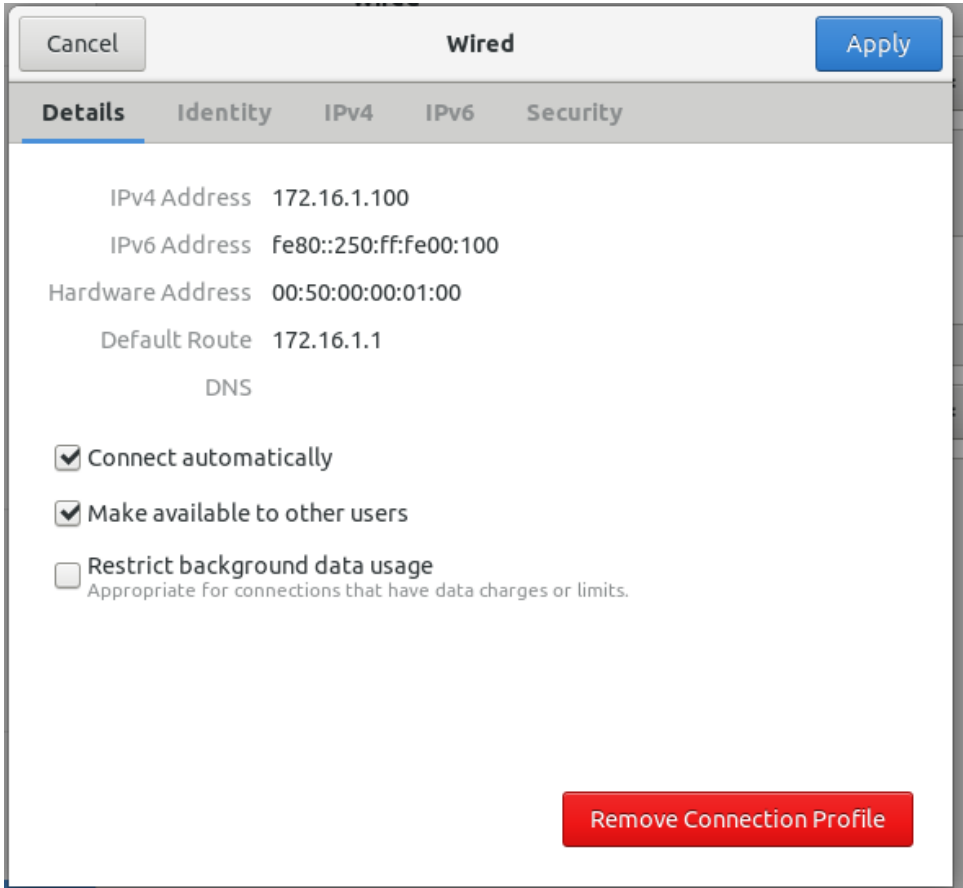 Cancel Wired Apply
Details Identity IPv4 IPv6 Security
IPv4 Address 172.16.1.100
IPv6 Address fe80::250:ff:fe00:100
Hardware Address 00:50:00:00:01:00
Default Route 172.16.1.1
DNS
Connect automatically
Make available to other users
Restrict background data usage
Appropriate for connections that have data charges or limits.
Remove Connection Profile